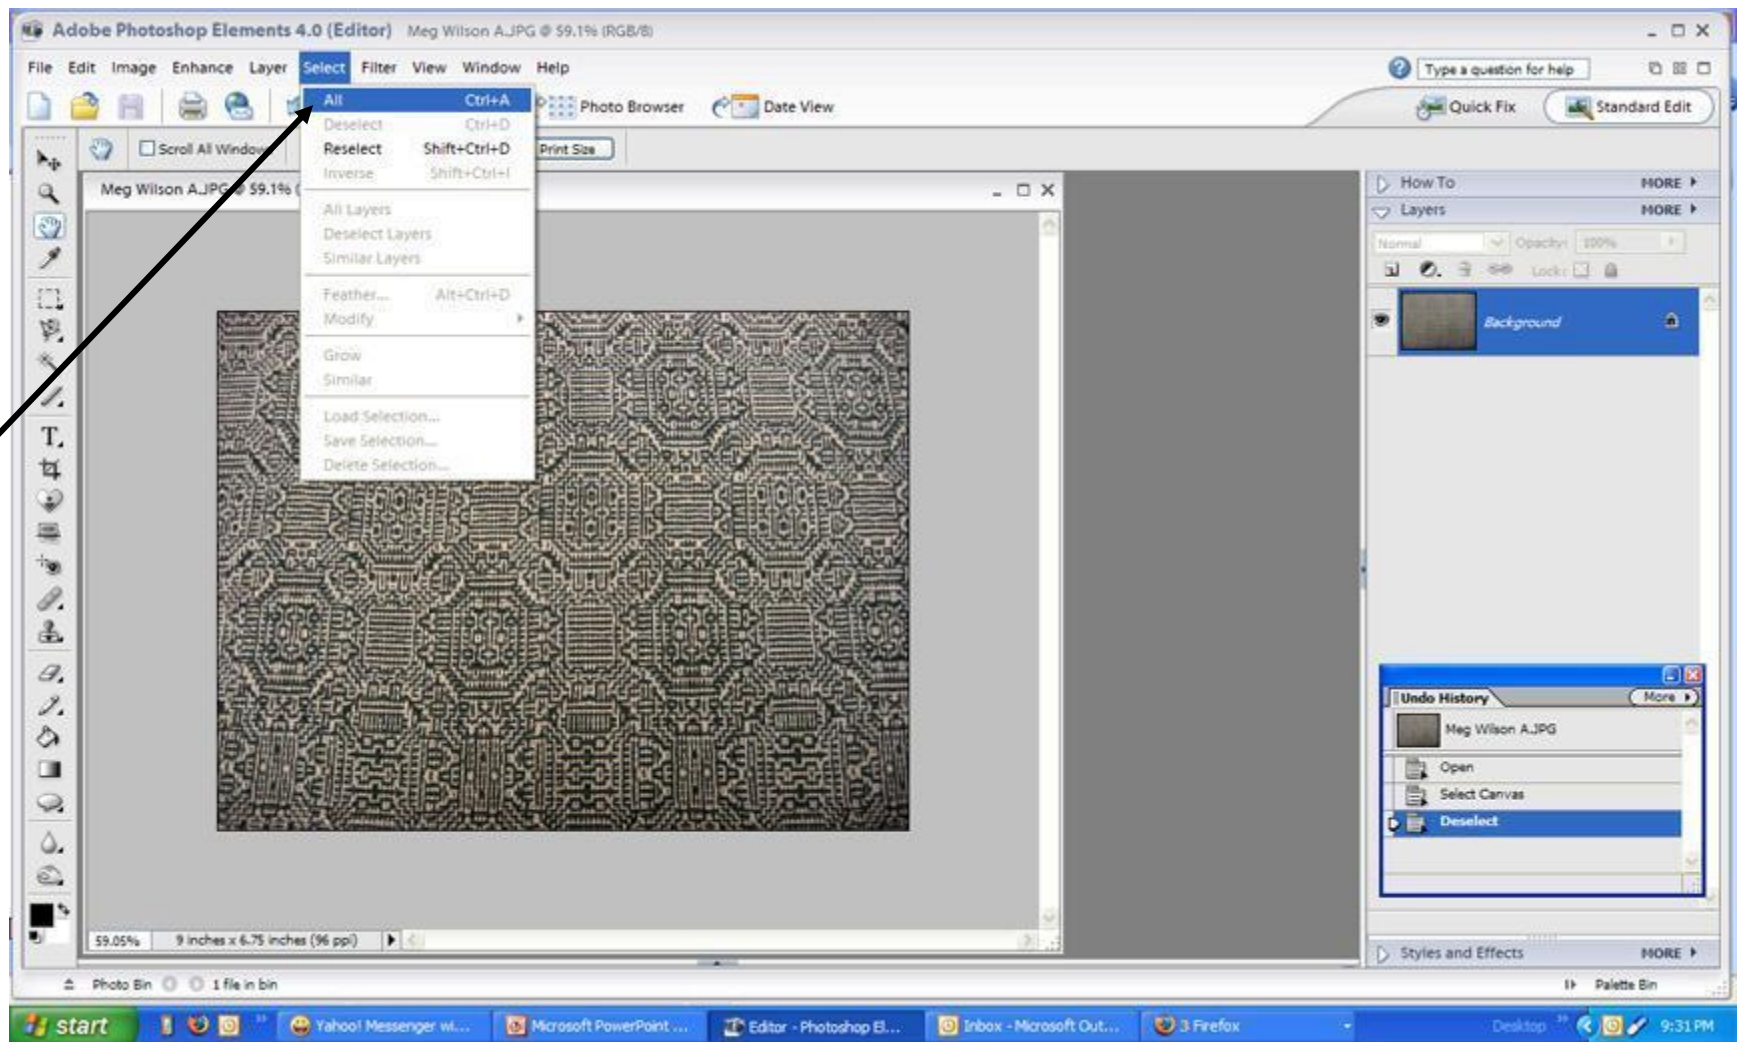 Adobe Photoshop Elements 4.0 (Editor) Meg Wilson A.JPG @ 59.1% (RGB/8)
File Edit Image Enhance Layer Select Filter View Window Help
Type a question for help
Photo Browser Date View
Quick Fix Standard Edit
All Ctrl+A
Deselect Ctrl+D
Reselect Shift+Ctrl+D
Inverse Shift+Ctrl+I
All Layers
Deselect Layers
Similar Layers
Feather... Alt+Ctrl+D
Modify
Grow
Similar
Load Selection...
Save Selection...
Delete Selection...
Scroll All Window
Print Size
Meg Wilson A.JPG @ 59.1% (
How To MORE
Layers MORE
Normal Opacity: 100%
Lock:
Background
Undo History More
Meg Wilson A.JPG
Open
Select Canvas
Deselect
59.05% 9 inches x 6.75 inches (96 ppi)
Styles and Effects MORE
Photo Bin 1 file in bin
Palette Bin
start Yahoo! Messenger wi... Microsoft PowerPoint ... Editor - Photoshop El... Inbox - Microsoft Out... 3 Firefox Desktop 9:31 PM